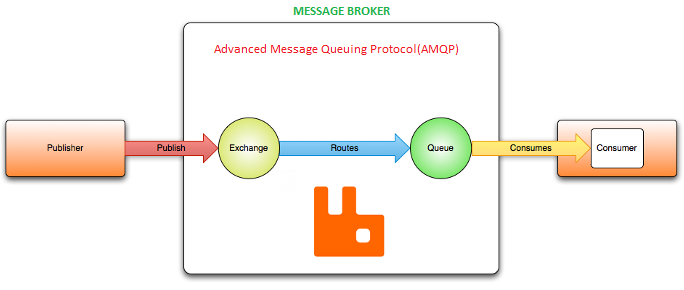 MESSAGE BROKER
Advanced Message Queuing Protocol(AMQP)
Publisher
Publish
Exchange
Routes
Queue
Consumes
Consumer